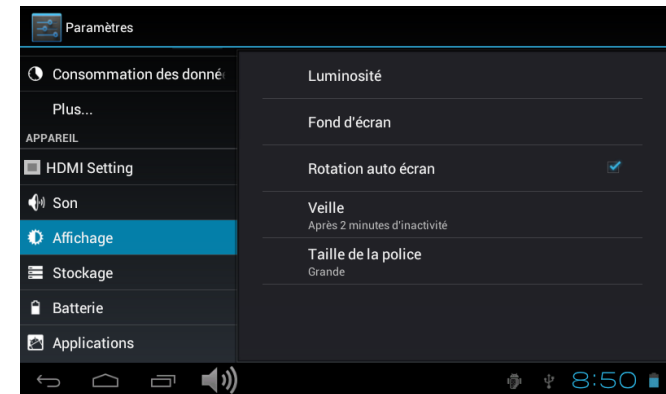 Paramètres
Consommation des donné
Plus...
APPAREIL
HDMI Setting
Son
Affichage
Stockage
Batterie
Applications
Luminosité
Fond d'écran
Rotation auto écran
Veille
Après 2 minutes d'inactivité
Taille de la police
Grande
8:50